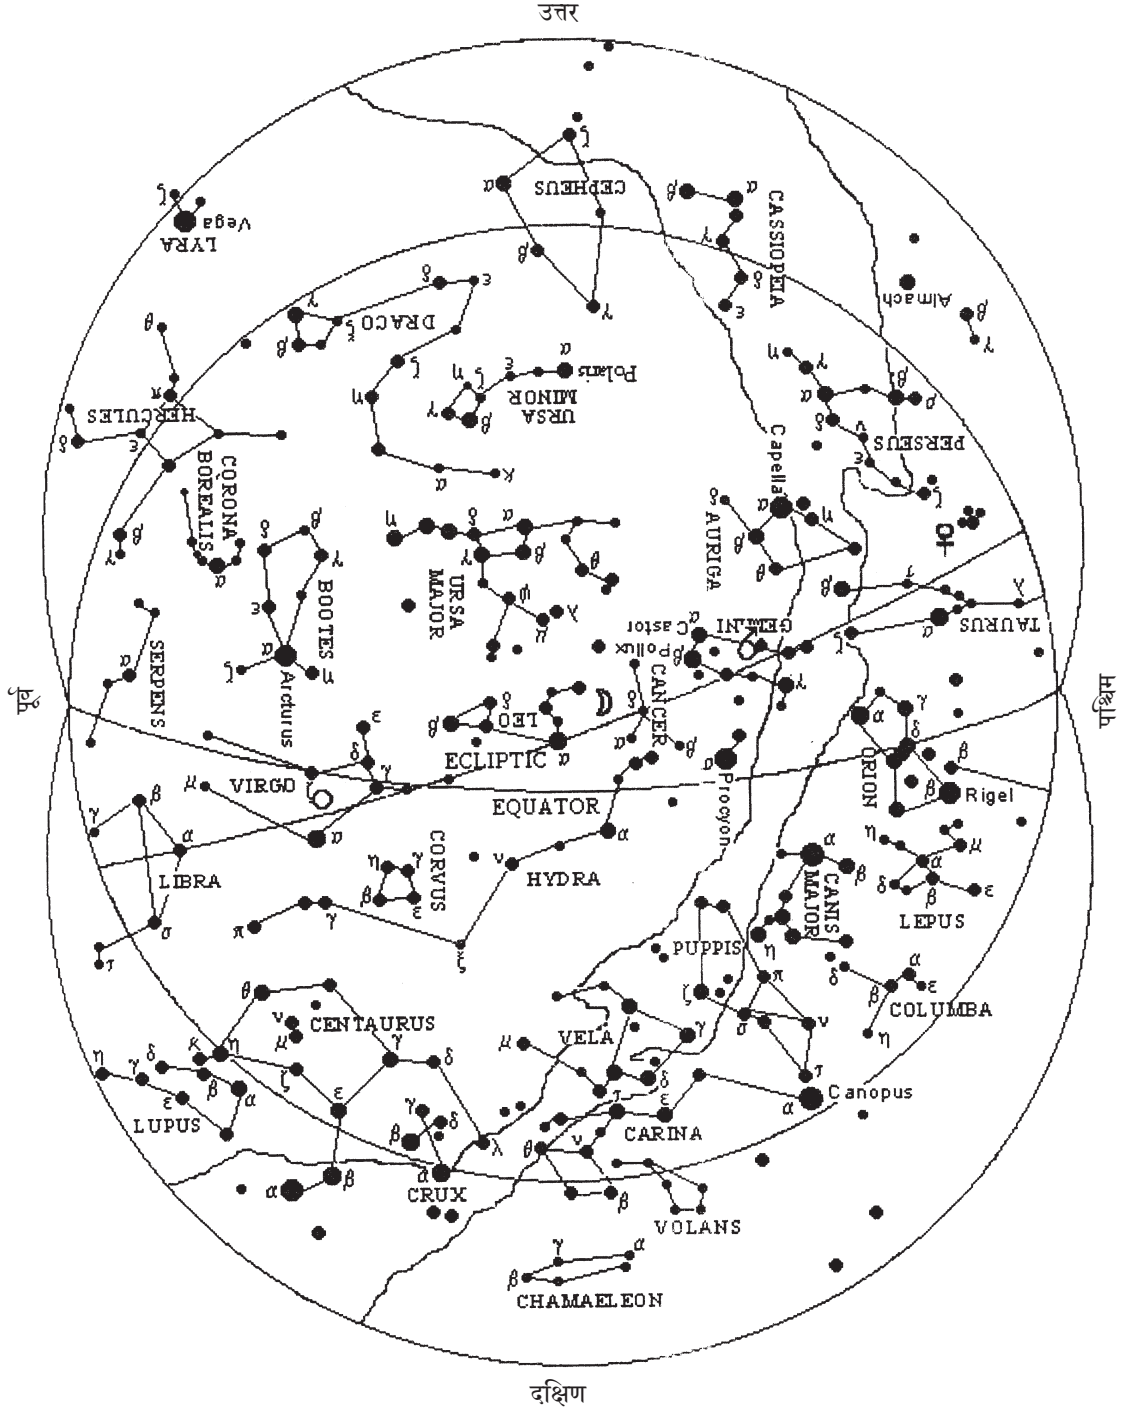 उत्तर
CEPHEUS
CASSIOPEIA
Vega
LYRA
Almach
DRACO
Polaris
URSA
MINOR
HERCULES
PERSEUS
Capella
CORONA
BOREALIS
AURIGA
BOOTES
URSA
MAJOR
GEMINI
Castor
Pollux
TAURUS
SERPENS
Arcturus
LEO
CANCER
पूर्व
पश्चिम
ECLIPTIC
VIRGO
EQUATOR
Procyon
ORION
Rigel
LIBRA
CORVUS
HYDRA
CANIS
MAJOR
LEPUS
PUPPIS
COLUMBA
CENTAURUS
VELA
Canopus
LUPUS
CARINA
CRUX
VOLANS
CHAMAELEON
दक्षिण